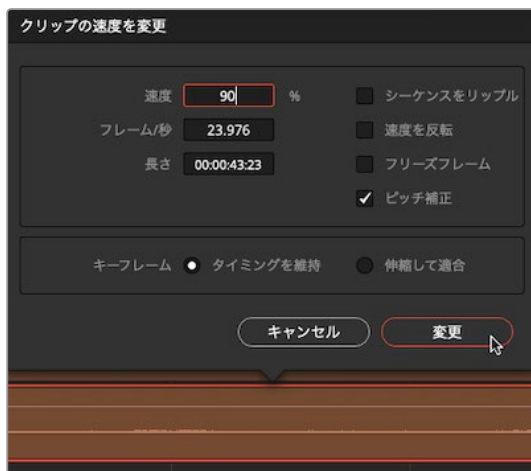 クリップの速度を変更
速度 90 %
シーケンスをリップル
フレーム/秒 23.976
速度を反転
長さ 00:00:43:23
フリーズフレーム
ピッチ補正
キーフレーム タイミングを維持 伸縮して適合
キャンセル 変更